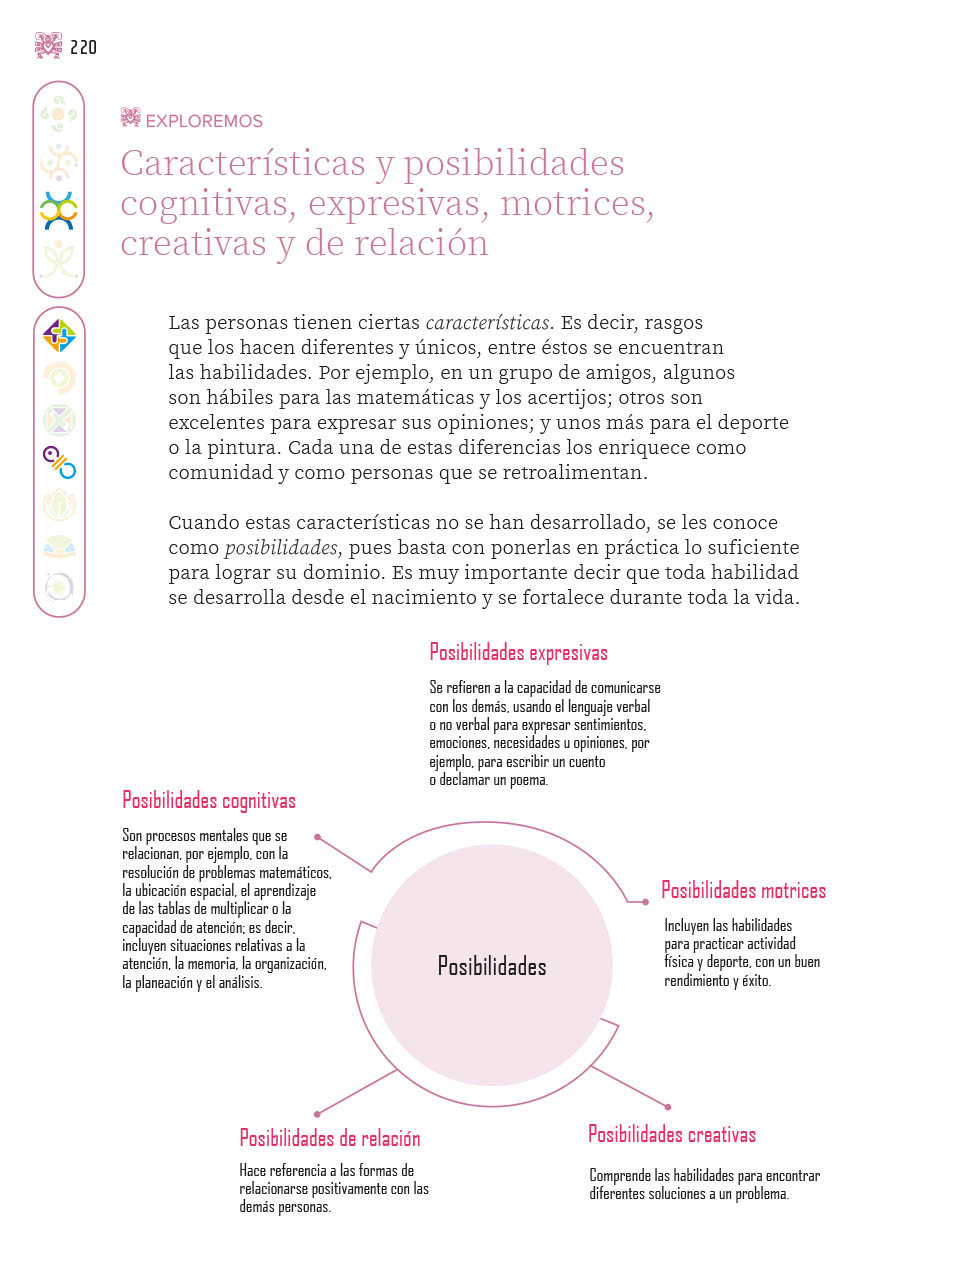 220
EXPLOREMOS
Características y posibilidades
cognitivas, expresivas, motrices,
creativas y de relación
Las personas tienen ciertas características. Es decir, rasgos
que los hacen diferentes y únicos, entre éstos se encuentran
las habilidades. Por ejemplo, en un grupo de amigos, algunos
son hábiles para las matemáticas y los acertijos; otros son
excelentes para expresar sus opiniones; y unos más para el deporte
o la pintura. Cada una de estas diferencias los enriquece como
comunidad y como personas que se retroalimentan.
Cuando estas características no se han desarrollado, se les conoce
como posibilidades, pues basta con ponerlas en práctica lo suficiente
para lograr su dominio. Es muy importante decir que toda habilidad
se desarrolla desde el nacimiento y se fortalece durante toda la vida.
Posibilidades expresivas
Se refieren a la capacidad de comunicarse
con los demás, usando el lenguaje verbal
o no verbal para expresar sentimientos,
emociones, necesidades u opiniones, por
ejemplo, para escribir un cuento
o declamar un poema.
Posibilidades cognitivas
Son procesos mentales que se
relacionan, por ejemplo, con la
resolución de problemas matemáticos,
la ubicación espacial, el aprendizaje
de las tablas de multiplicar o la
capacidad de atención; es decir,
incluyen situaciones relativas a la
atención, la memoria, la organización,
la planeación y el análisis.
Posibilidades motrices
Incluyen las habilidades
para practicar actividad
física y deporte, con un buen
rendimiento y éxito.
Posibilidades
Posibilidades de relación
Hace referencia a las formas de
relacionarse positivamente con las
demás personas.
Posibilidades creativas
Comprende las habilidades para encontrar
diferentes soluciones a un problema.